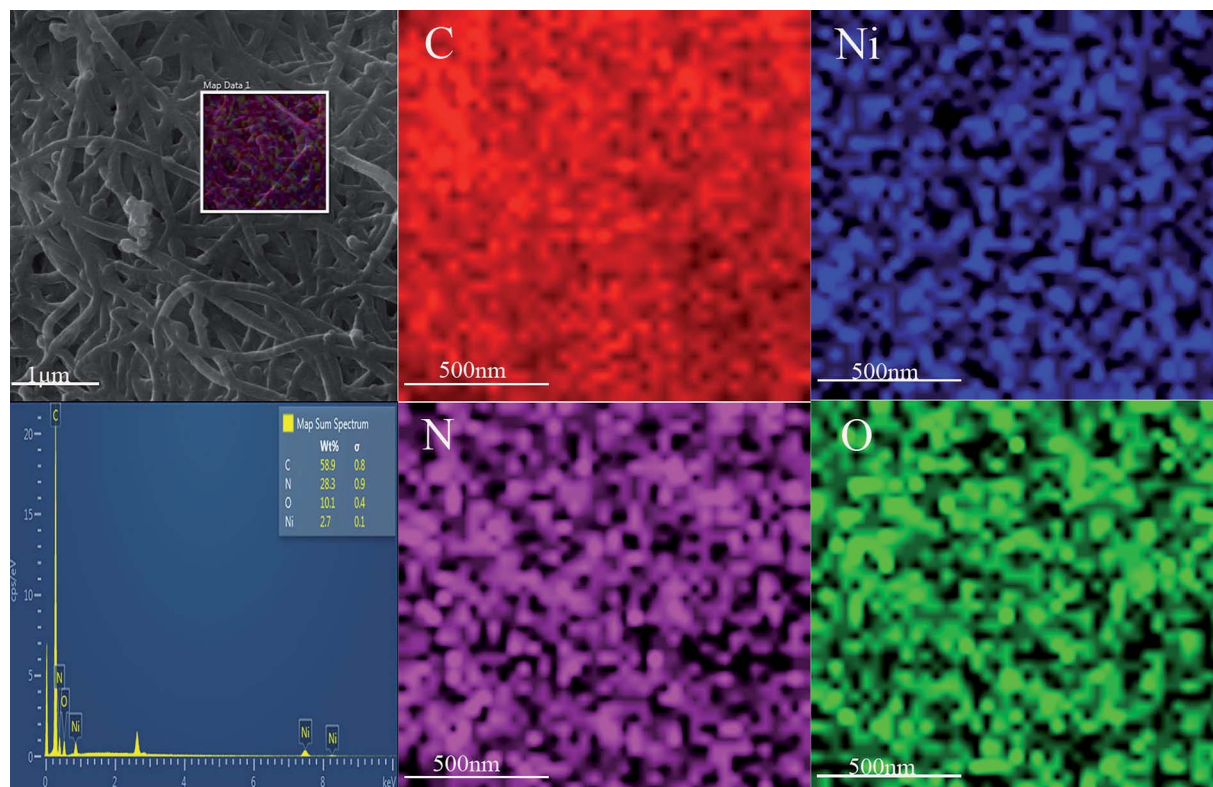 Map Data 1
1μm
C
500nm
Ni
500nm
Map Sum Spectrum
Wt% σ
C 58.9 0.8
N 28.3 0.9
O 10.1 0.4
Ni 2.7 0.1
cps/eV
20
15
10
5
0
C
N
O
Ni
Ni
Ni
0 2 4 6 8 keV
N
500nm
O
500nm